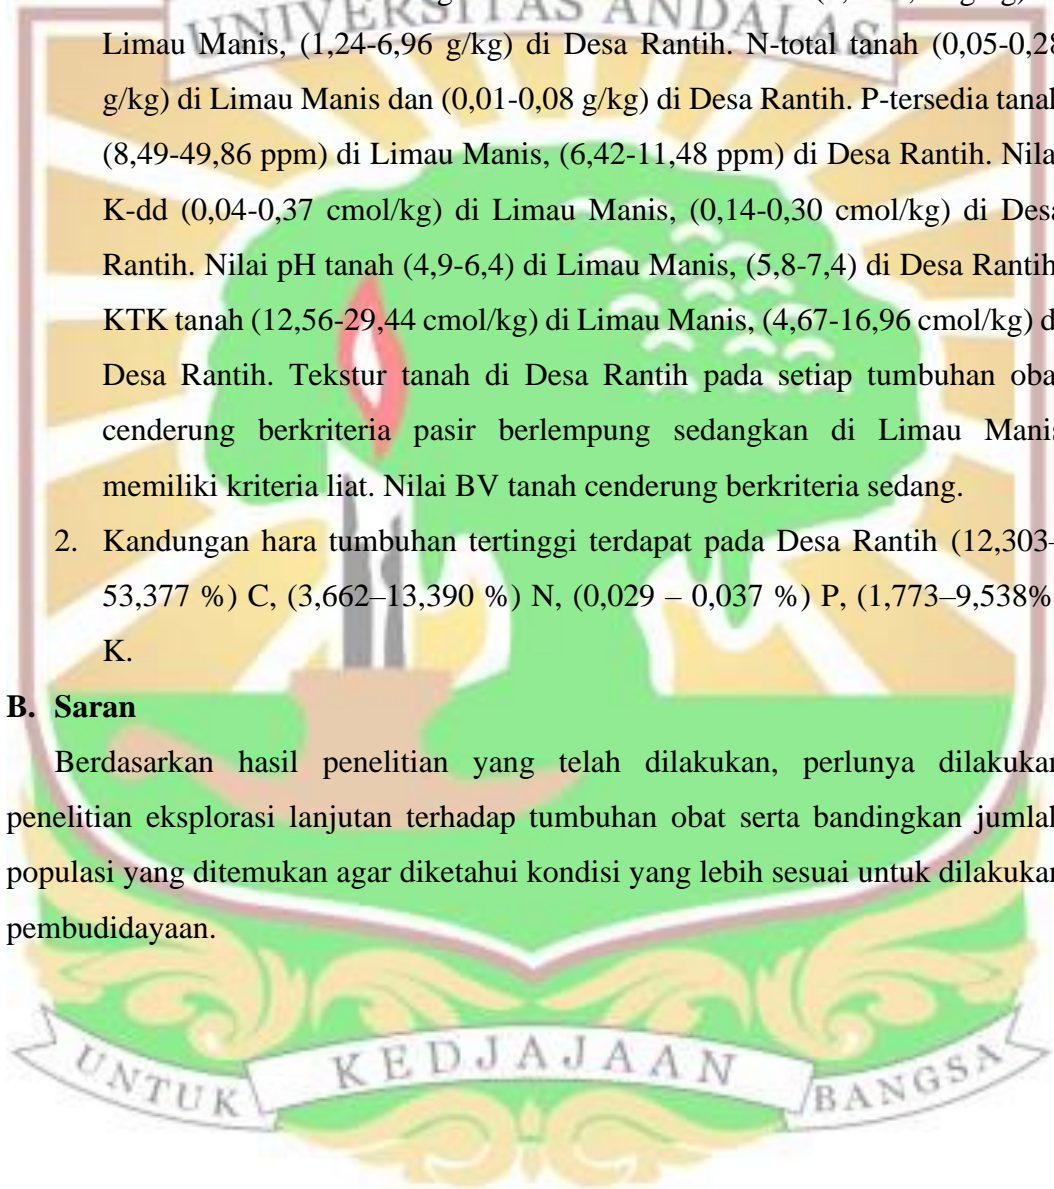 UNIVERSITAS ANDALAS
Limau Manis, (1,24-6,96 g/kg) di Desa Rantih. N-total tanah (0,05-0,28
g/kg) di Limau Manis dan (0,01-0,08 g/kg) di Desa Rantih. P-tersedia tanah
(8,49-49,86 ppm) di Limau Manis, (6,42-11,48 ppm) di Desa Rantih. Nilai
K-dd (0,04-0,37 cmol/kg) di Limau Manis, (0,14-0,30 cmol/kg) di Desa
Rantih. Nilai pH tanah (4,9-6,4) di Limau Manis, (5,8-7,4) di Desa Rantih
KTK tanah (12,56-29,44 cmol/kg) di Limau Manis, (4,67-16,96 cmol/kg) di
Desa Rantih. Tekstur tanah di Desa Rantih pada setiap tumbuhan obat
cenderung berkriteria pasir berlempung sedangkan di Limau Manis
memiliki kriteria liat. Nilai BV tanah cenderung berkriteria sedang.
2. Kandungan hara tumbuhan tertinggi terdapat pada Desa Rantih (12,303–
53,377 %) C, (3,662–13,390 %) N, (0,029 – 0,037 %) P, (1,773–9,538%)
K.
B. Saran
Berdasarkan hasil penelitian yang telah dilakukan, perlunya dilakukan
penelitian eksplorasi lanjutan terhadap tumbuhan obat serta bandingkan jumlah
populasi yang ditemukan agar diketahui kondisi yang lebih sesuai untuk dilakukan
pembudidayaan.
UNTUK KEDJAJAAN BANGSA